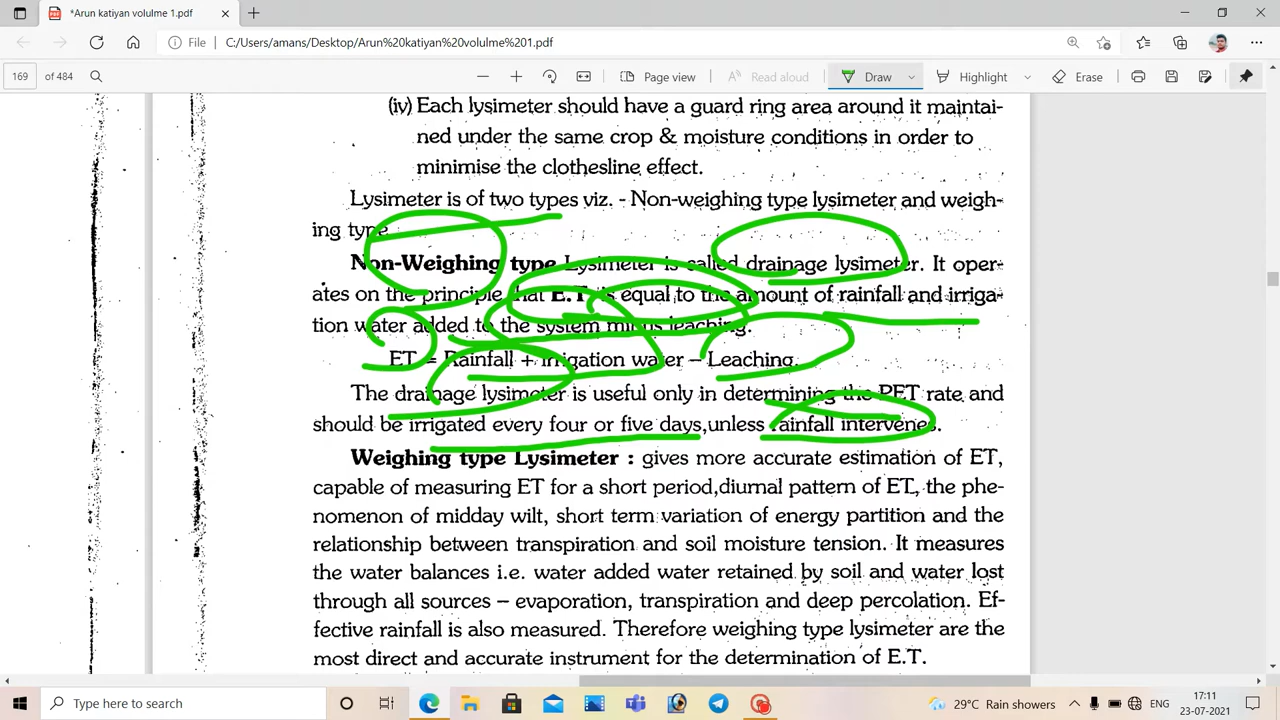 *Arun katiyan volulme 1.pdf
File C:/Users/amans/Desktop/Arun%20katiyan%20volulme%201.pdf
169 of 484 Page view Read aloud Draw Highlight Erase
(iv) Each lysimeter should have a guard ring area around it maintai-
ned under the same crop & moisture conditions in order to
minimise the clothesline effect.
Lysimeter is of two types viz. - Non-weighing type lysimeter and weigh-
ing type
Non-Weighing type Lysimeter is called drainage lysimeter. It oper-
ates on the principle that E.T. is equal to the amount of rainfall and irriga-
tion water added to the system minus leaching.
ET = Rainfall + irrigation water – Leaching
The drainage lysimeter is useful only in determining the PET rate and
should be irrigated every four or five days,unless rainfall intervenes.
Weighing type Lysimeter : gives more accurate estimation of ET,
capable of measuring ET for a short period,diurnal pattern of ET, the phe-
nomenon of midday wilt, short term variation of energy partition and the
relationship between transpiration and soil moisture tension. It measures
the water balances i.e. water added water retained by soil and water lost
through all sources – evaporation, transpiration and deep percolation. Ef-
fective rainfall is also measured. Therefore weighing type lysimeter are the
most direct and accurate instrument for the determination of E.T.
Type here to search 29°C Rain showers 17:11
23-07-2021